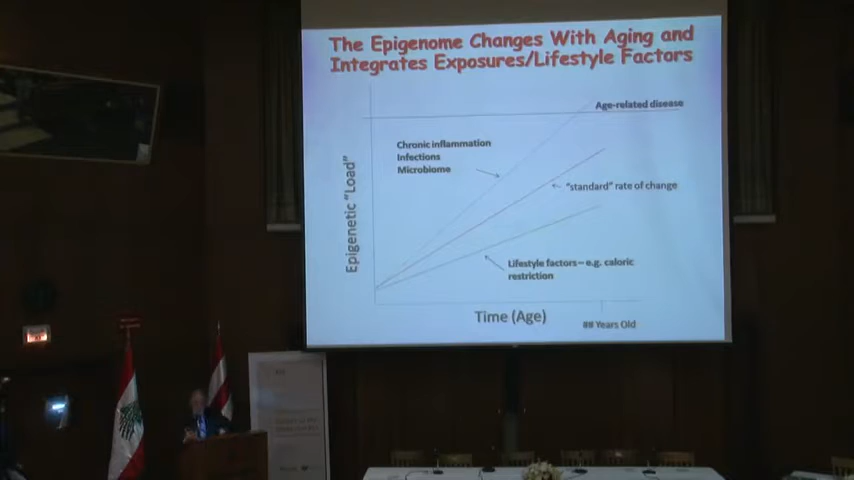 The Epigenome Changes With Aging and
Integrates Exposures/Lifestyle Factors
Age-related disease
Chronic inflammation
Infections
Microbiome
"standard" rate of change
Epigenetic "Load"
Lifestyle factors – e.g. caloric
restriction
Time (Age)
## Years Old